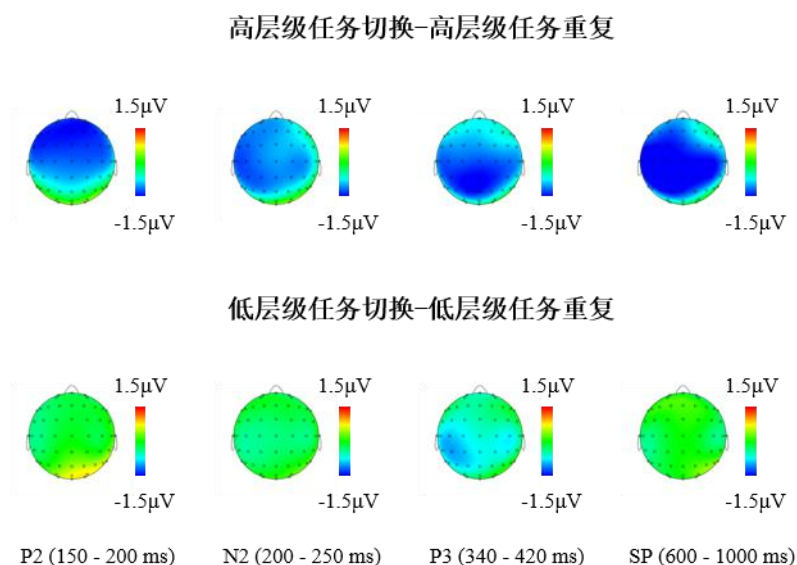 高层级任务切换-高层级任务重复
1.5μV 1.5μV 1.5μV 1.5μV
-1.5μV -1.5μV -1.5μV -1.5μV
低层级任务切换-低层级任务重复
1.5μV 1.5μV 1.5μV 1.5μV
-1.5μV -1.5μV -1.5μV -1.5μV
P2 (150 - 200 ms) N2 (200 - 250 ms) P3 (340 - 420 ms) SP (600 - 1000 ms)